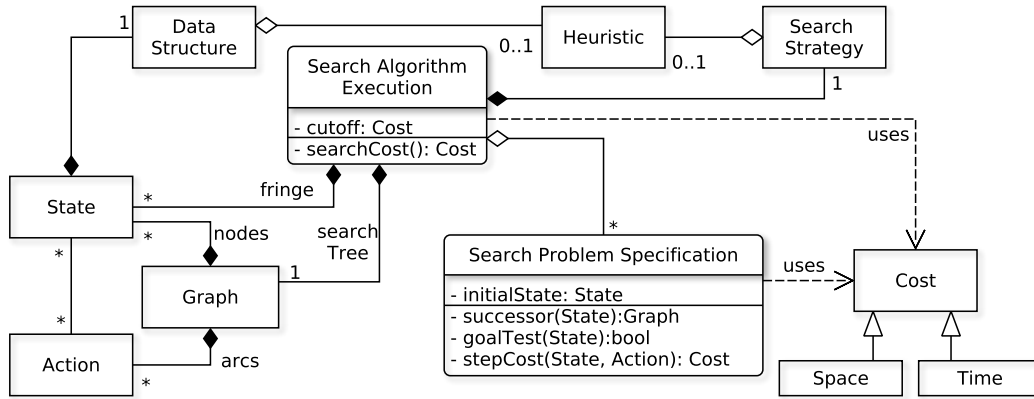 1
Data
Structure
0..1
Heuristic
0..1
Search
Strategy
1
Search Algorithm
Execution
- cutoff: Cost
- searchCost(): Cost
uses
fringe
*
State
*
nodes
search
Tree
1
*
Graph
*
*
Action
*
arcs
*
Search Problem Specification
- initialState: State
- successor(State):Graph
- goalTest(State):bool
- stepCost(State, Action): Cost
uses
Cost
Space
Time